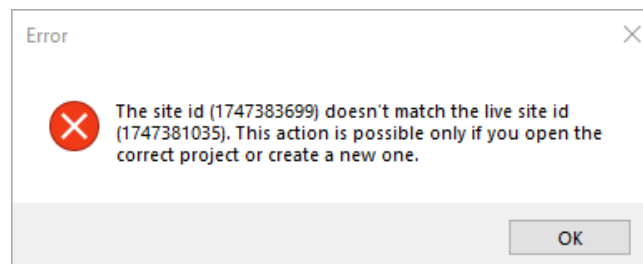 Error
The site id (1747383699) doesn't match the live site id
(1747381035). This action is possible only if you open the
correct project or create a new one.
OK